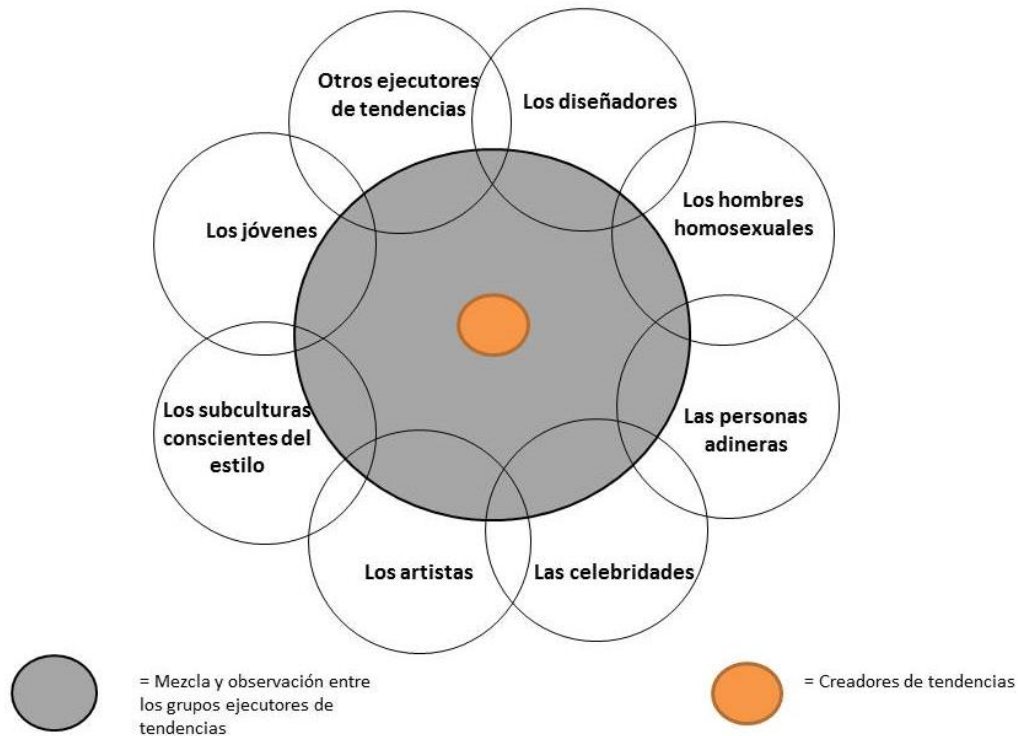 Otros ejecutores
de tendencias
Los diseñadores
Los hombres
homosexuales
Los jóvenes
Las personas
adineras
Los subculturas
conscientes del
estilo
Los artistas
Las celebridades
= Mezcla y observación entre
los grupos ejecutores de
tendencias
= Creadores de tendencias